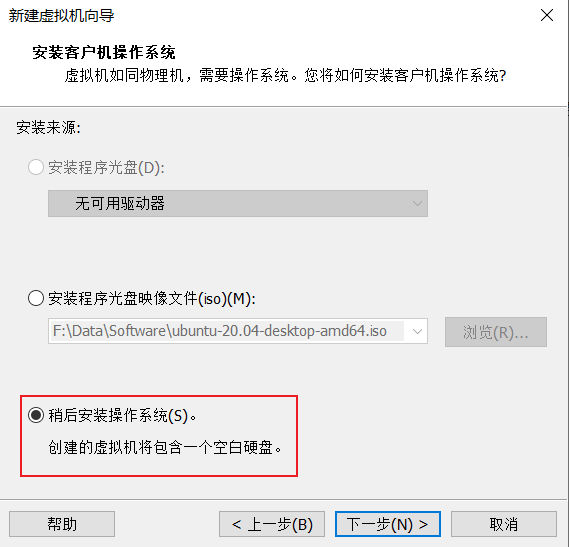 新建虚拟机向导
安装客户机操作系统
虚拟机如同物理机，需要操作系统。您将如何安装客户机操作系统?
安装来源:
安装程序光盘(D):
无可用驱动器
安装程序光盘映像文件(iso)(M):
F:\Data\Software\ubuntu-20.04-desktop-amd64.iso
浏览(R)...
稍后安装操作系统(S)。
创建的虚拟机将包含一个空白硬盘。
帮助
< 上一步(B)
下一步(N) >
取消